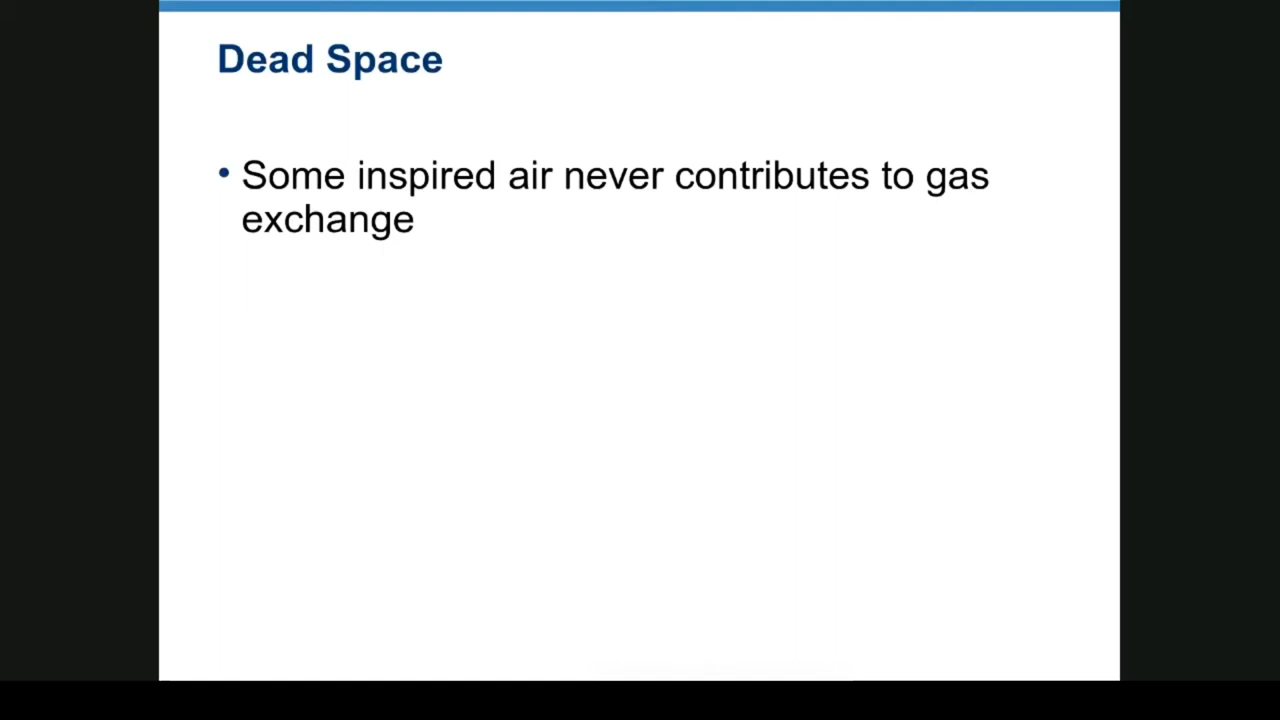 Dead Space
• Some inspired air never contributes to gas
exchange